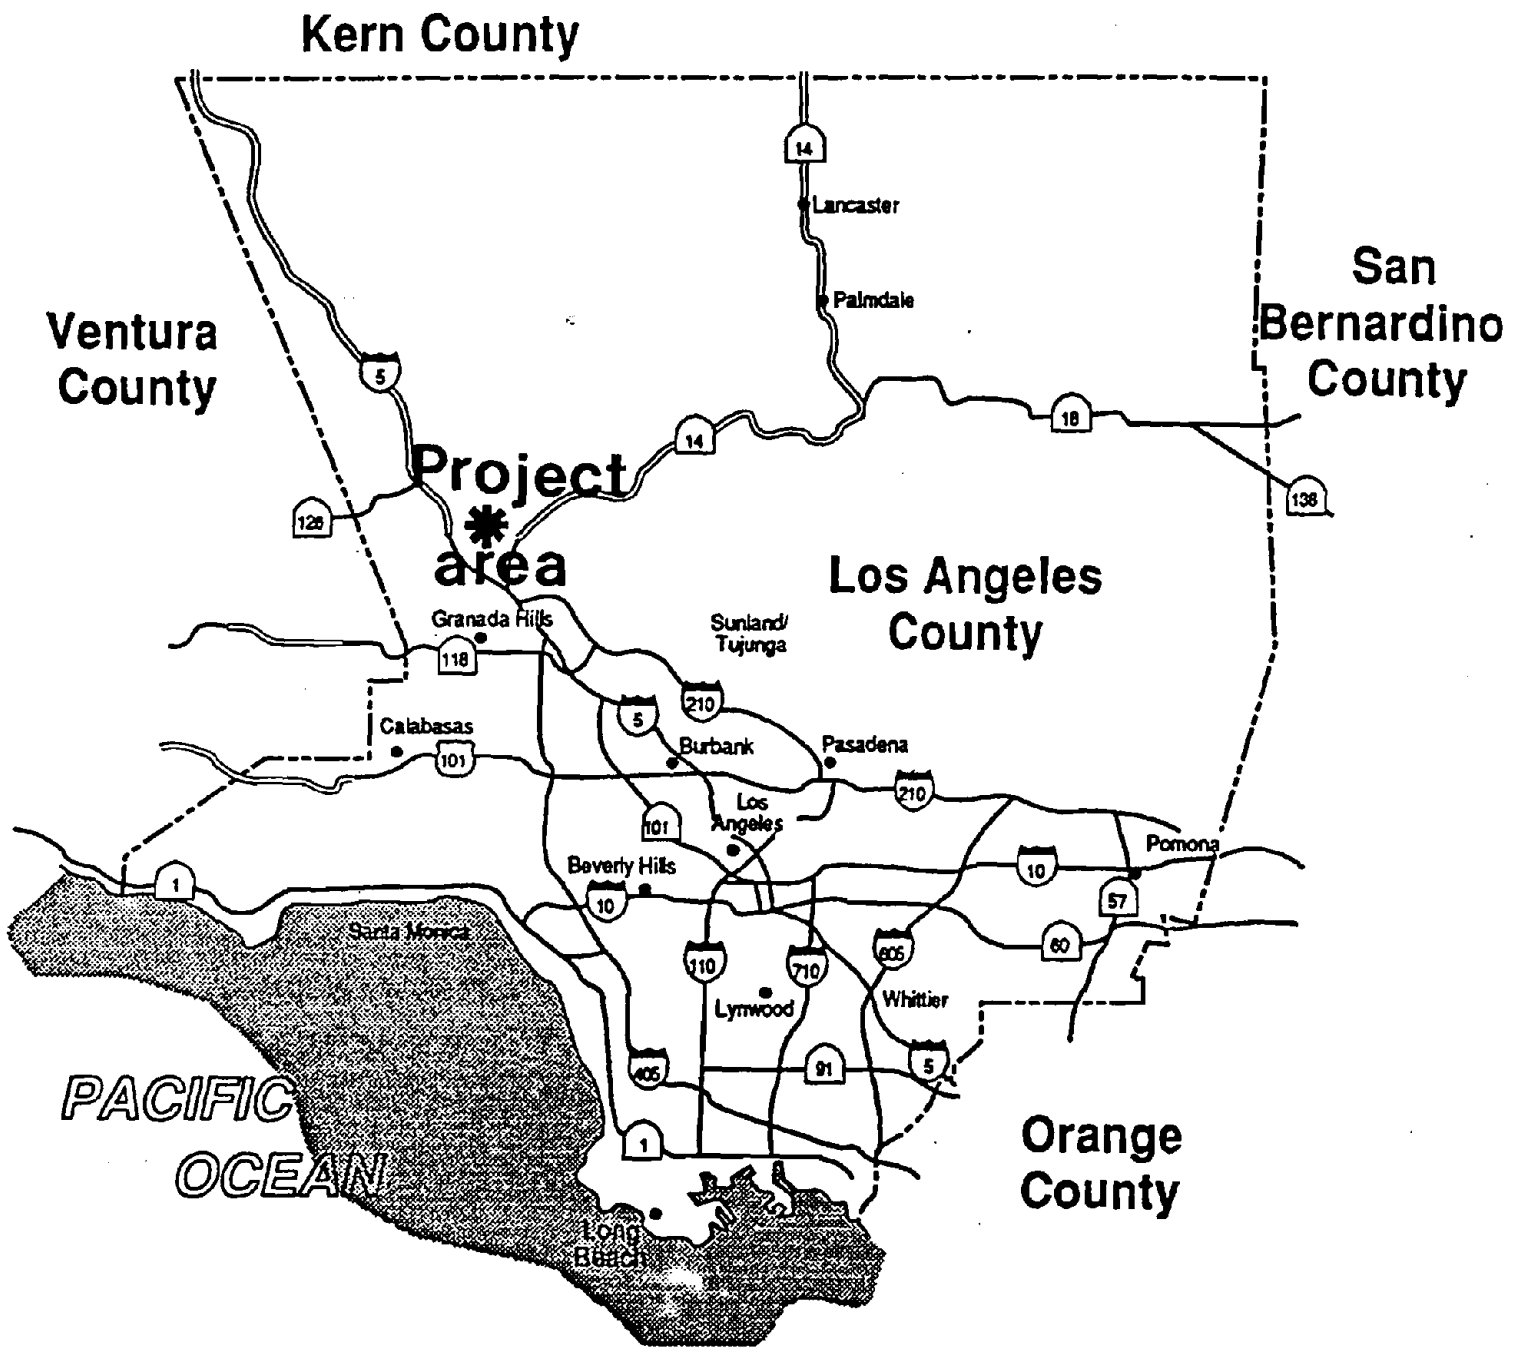 Kern County
14
Lancaster
San
Bernardino
County
Palmdale
Ventura
County
5
18
14
Project
area
138
126
Los Angeles
County
Granada Hills
Sunland/
Tujunga
118
210
5
Calabasas
101
Burbank
Pasadena
210
Los
Angeles
101
Pomona
Beverly Hills
10
1
10
57
Santa Monica
60
605
110
710
Whittier
Lynwood
5
405
91
PACIFIC
OCEAN
1
Orange
County
Long
Beach